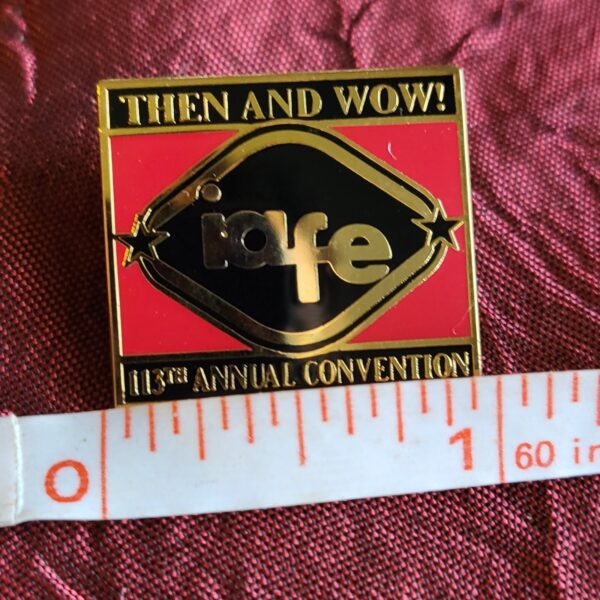 THEN AND WOW!
iafe
113TH ANNUAL CONVENTION
0 1 60 in